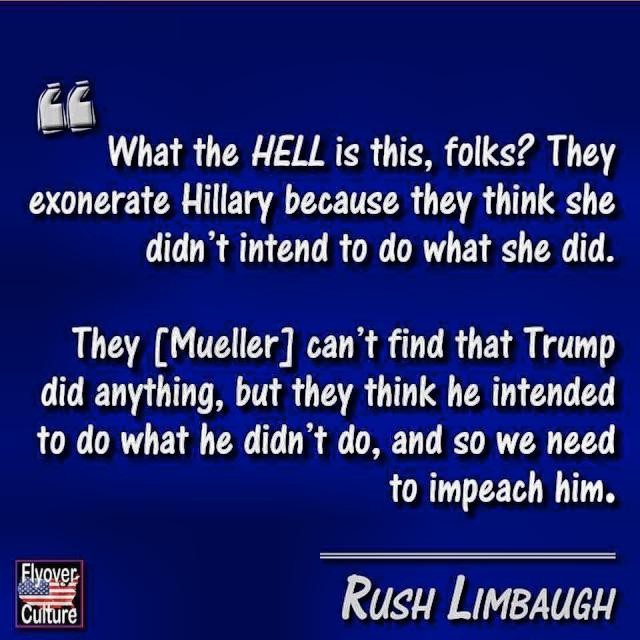 “
What the HELL is this, folks? They
exonerate Hillary because they think she
didn't intend to do what she did.
They [Mueller] can't find that Trump
did anything, but they think he intended
to do what he didn't do, and so we need
to impeach him.
Rush Limbaugh
Flyover
Culture